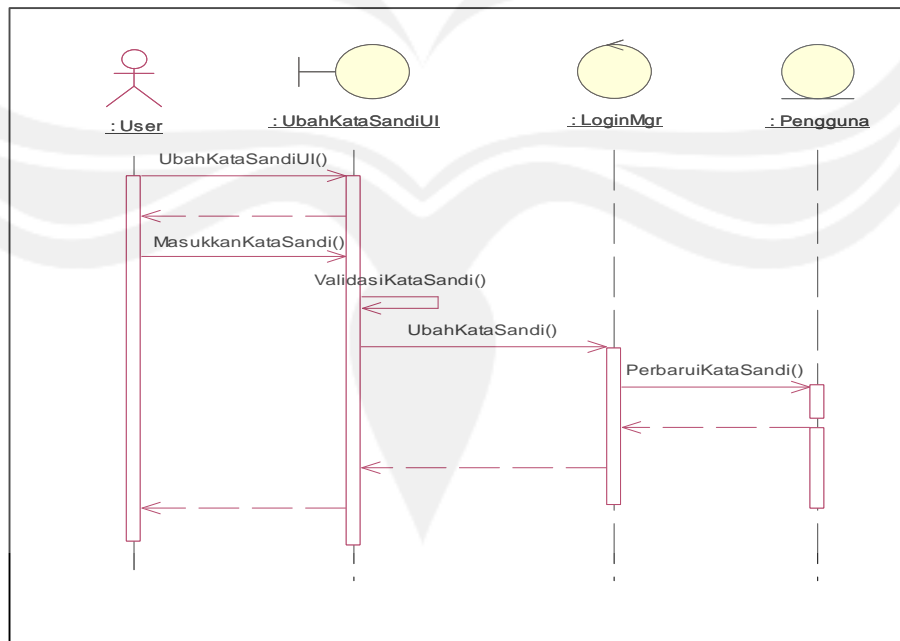 : User
: UbahKataSandiUI
: LoginMgr
: Pengguna
UbahKataSandiUI()
MasukkanKataSandi()
ValidasiKataSandi()
UbahKataSandi()
PerbaruiKataSandi()